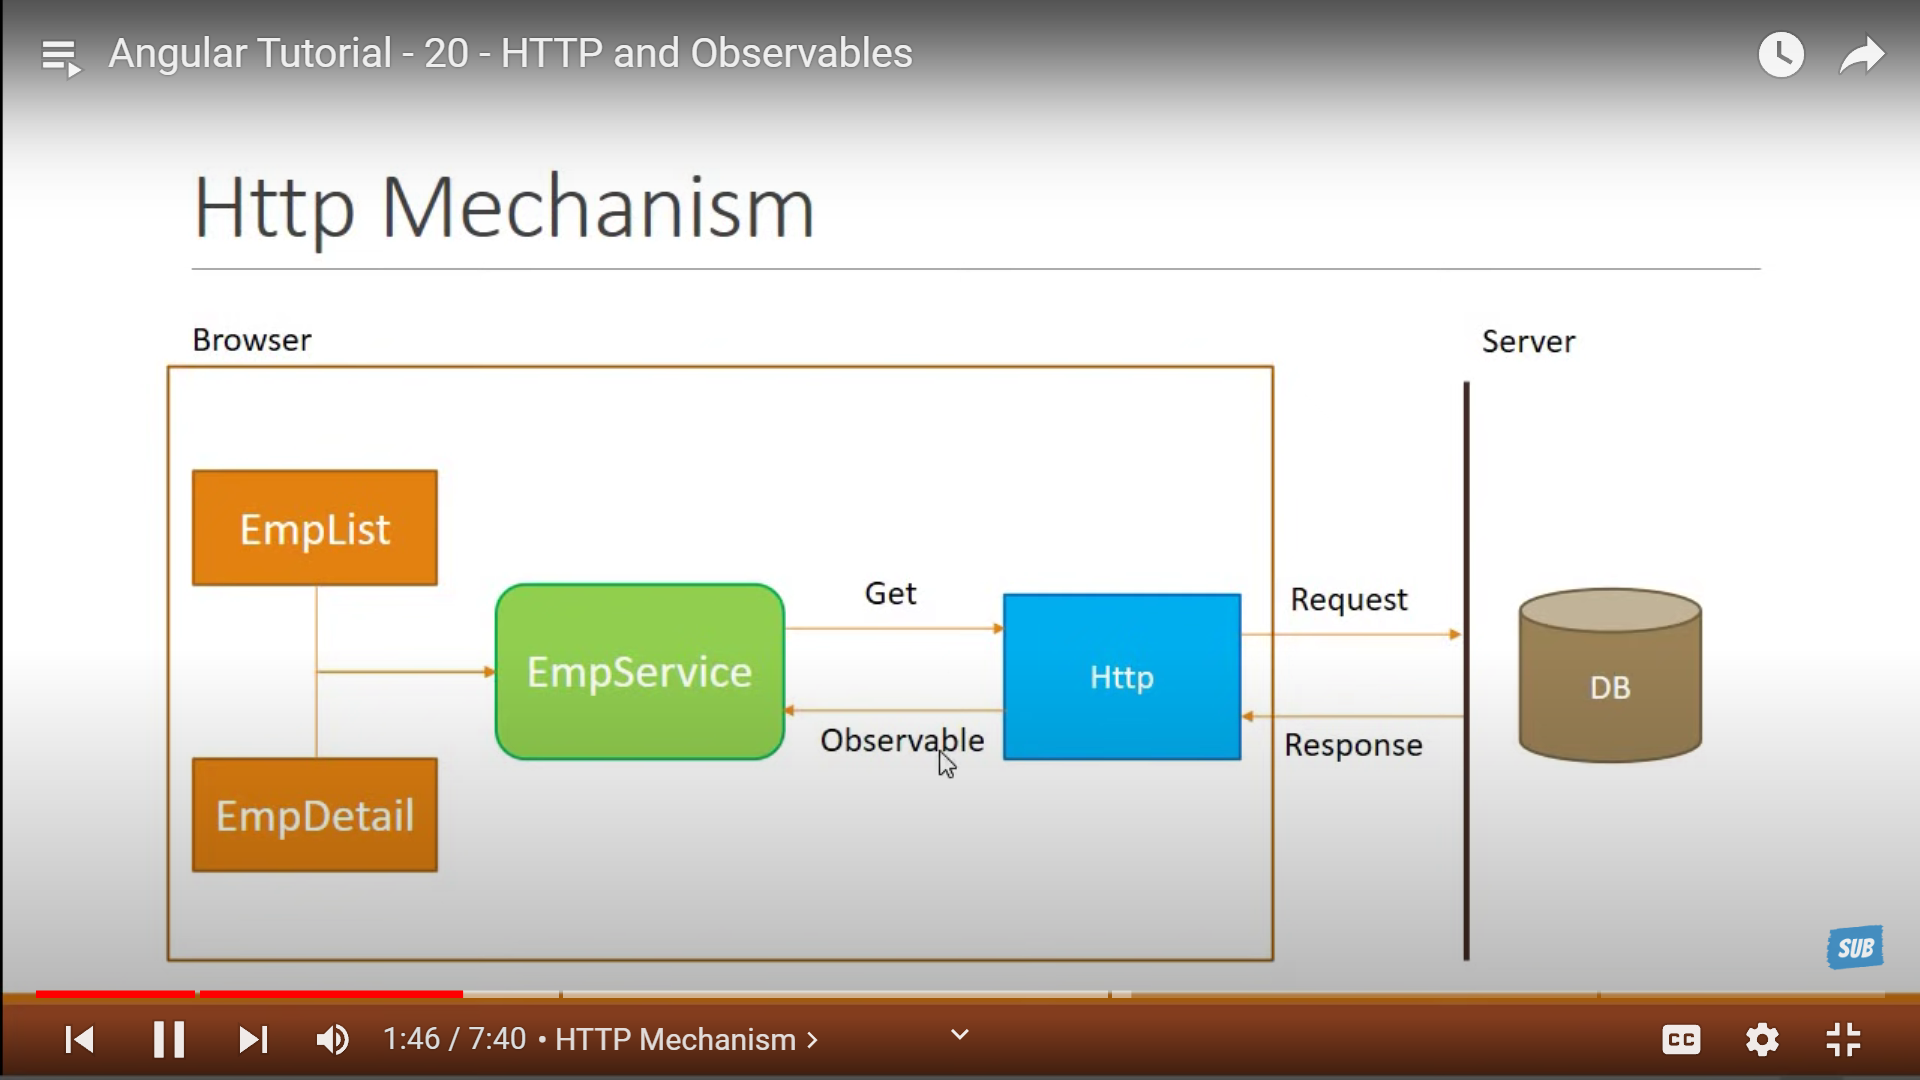 Angular Tutorial - 20 - HTTP and Observables
Http Mechanism
Browser
Server
EmpList
EmpService
EmpDetail
Get
Observable
Http
Request
Response
DB
SUB
1:46 / 7:40 • HTTP Mechanism >
CC